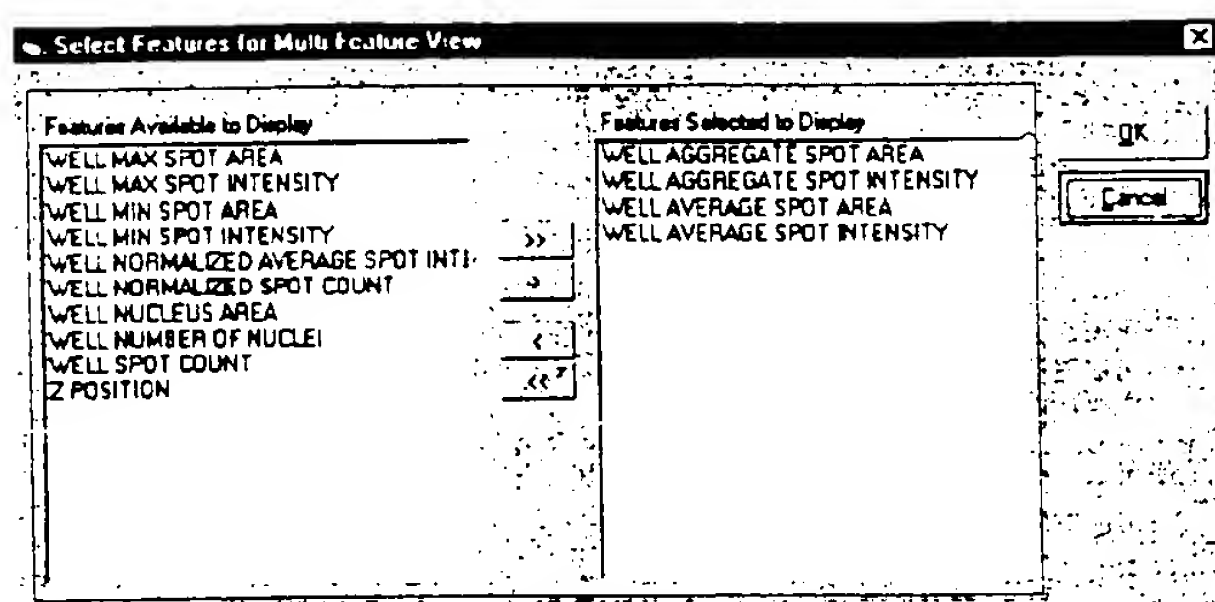 Select Features for Multi Feature View
Features Available to Display
WELL MAX SPOT AREA
WELL MAX SPOT INTENSITY
WELL MIN SPOT AREA
WELL MIN SPOT INTENSITY
WELL NORMALIZED AVERAGE SPOT INTE
WELL NORMALIZED SPOT COUNT
WELL NUCLEUS AREA
WELL NUMBER OF NUCLEI
WELL SPOT COUNT
Z POSITION
>>
>
<
<<
Features Selected to Display
WELL AGGREGATE SPOT AREA
WELL AGGREGATE SPOT INTENSITY
WELL AVERAGE SPOT AREA
WELL AVERAGE SPOT INTENSITY
OK
Cancel